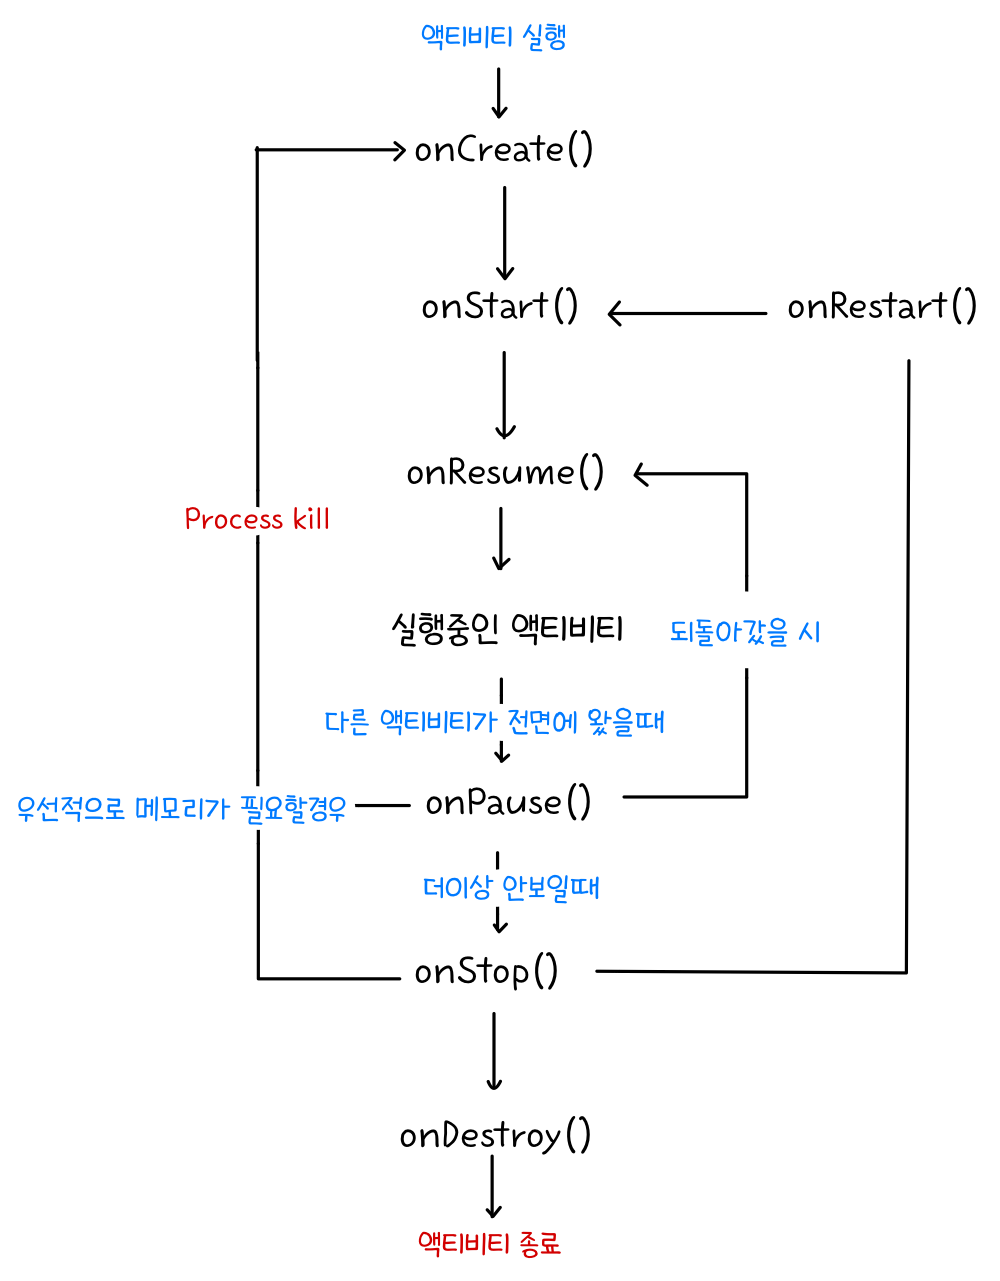 액티비티 실행
onCreate()
onStart()
onRestart()
onResume()
Process kill
실행중인 액티비티
되돌아갔을 시
다른 액티비티가 전면에 왔을때
우선적으로 메모리가 필요할경우
onPause()
더이상 안보일때
onStop()
onDestroy()
액티비티 종료